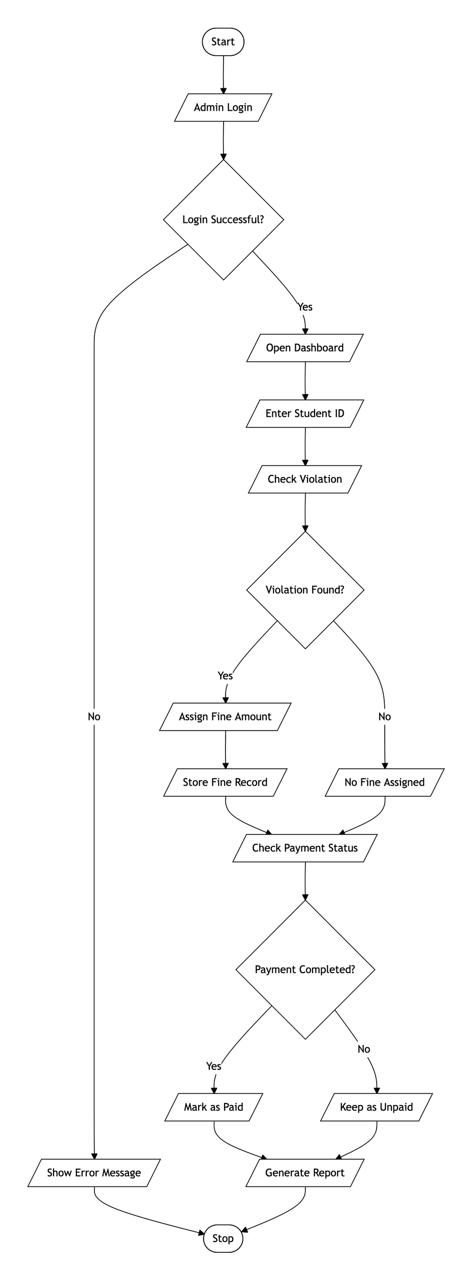 Start
Admin Login
Login Successful?
Yes
Open Dashboard
Enter Student ID
Check Violation
Violation Found?
Yes
Assign Fine Amount
No
No
Store Fine Record
No Fine Assigned
Check Payment Status
Payment Completed?
No
Yes
Mark as Paid
Keep as Unpaid
Show Error Message
Generate Report
Stop